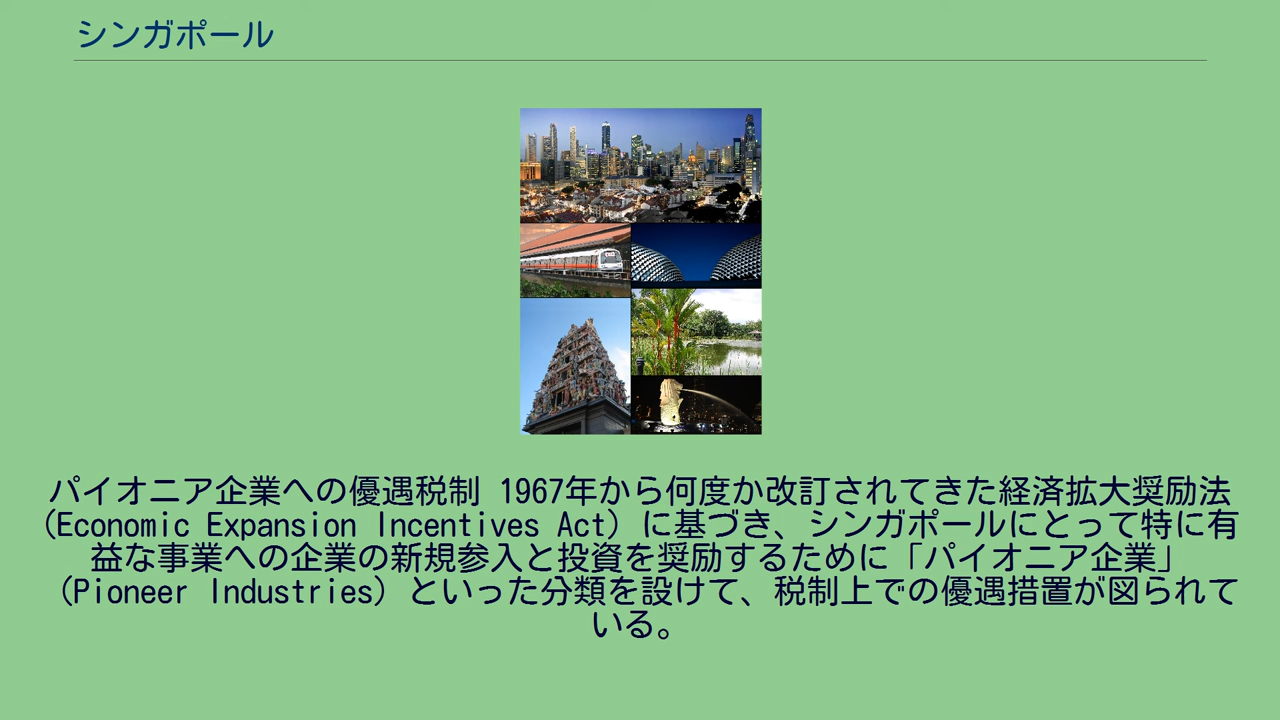 シンガポール
パイオニア企業への優遇税制 1967年から何度か改訂されてきた経済拡大奨励法
(Economic Expansion Incentives Act) に基づき、シンガポールにとって特に有
益な事業への企業の新規参入と投資を奨励するために「パイオニア企業」
(Pioneer Industries) といった分類を設けて、税制上での優遇措置が図られて
いる。